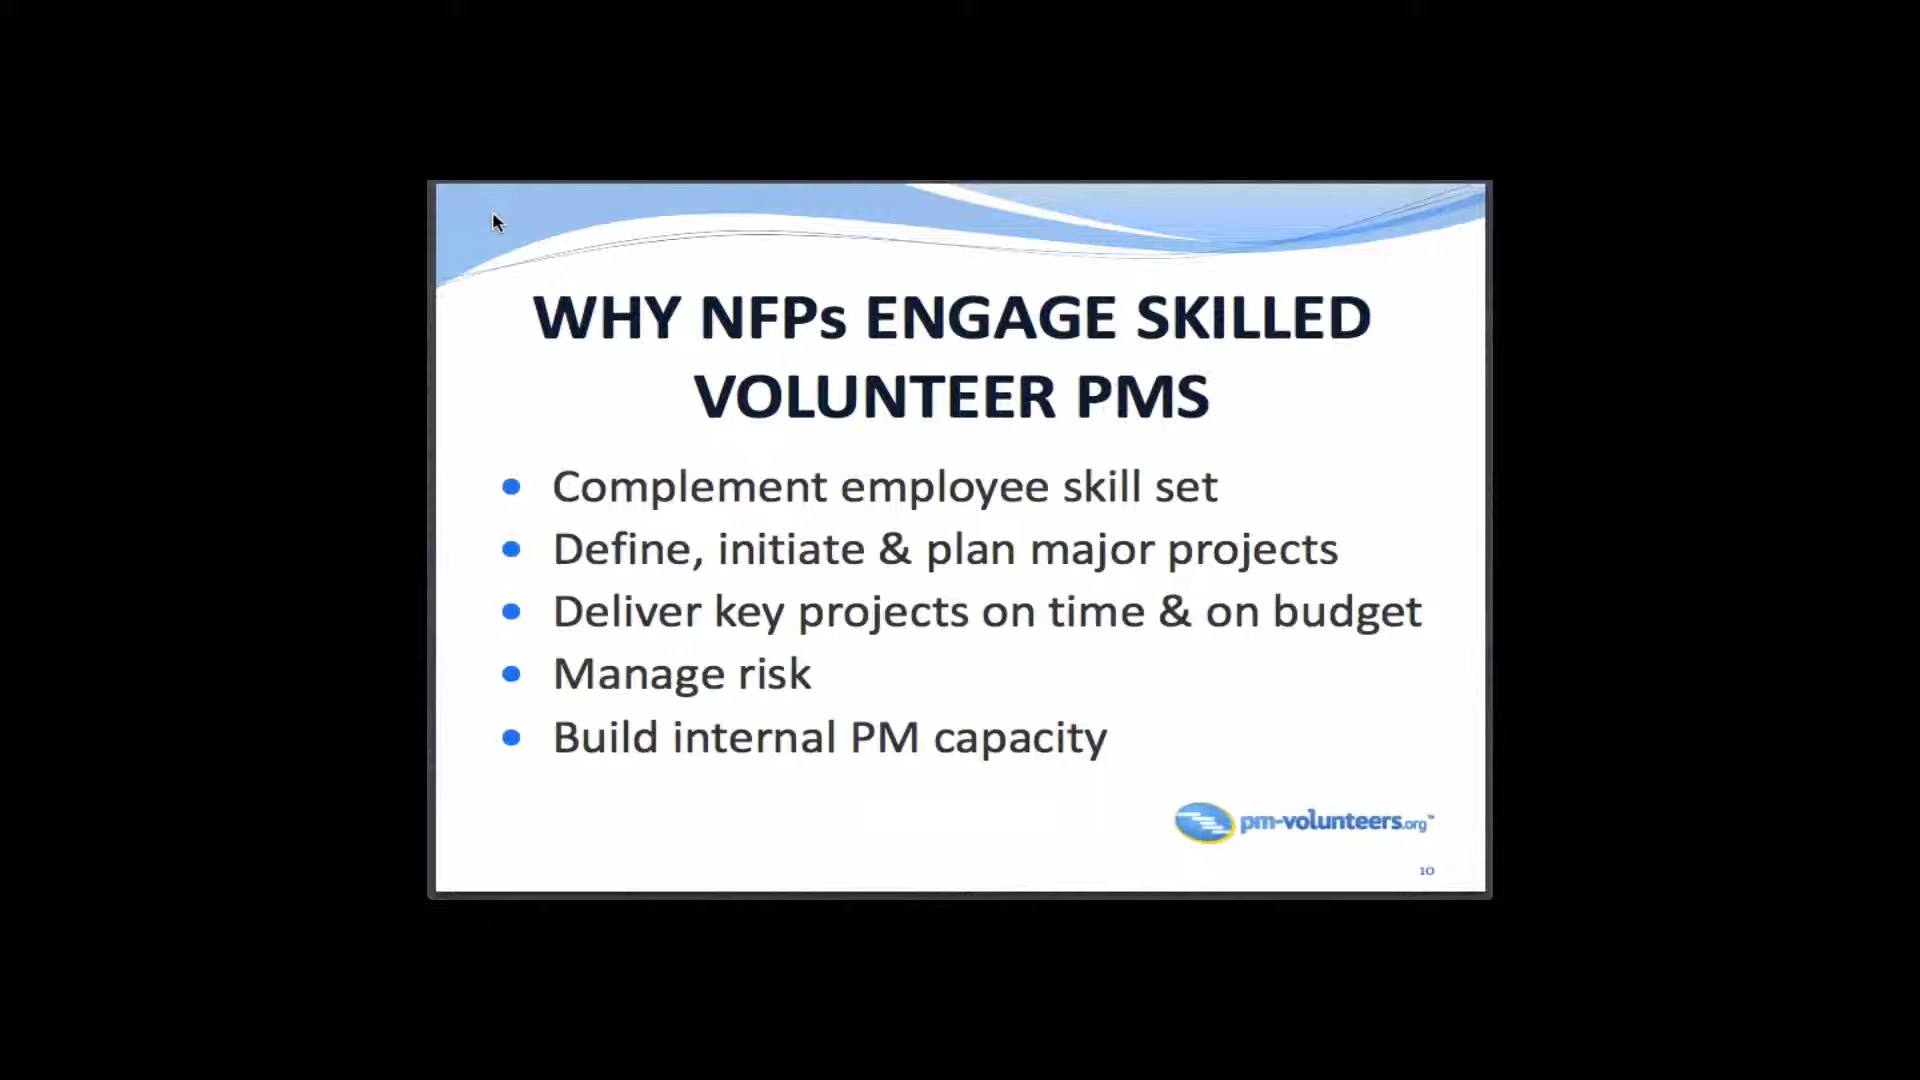 WHY NFPs ENGAGE SKILLED
VOLUNTEER PMS
• Complement employee skill set
• Define, initiate & plan major projects
• Deliver key projects on time & on budget
• Manage risk
• Build internal PM capacity
pm-volunteers.org™
10